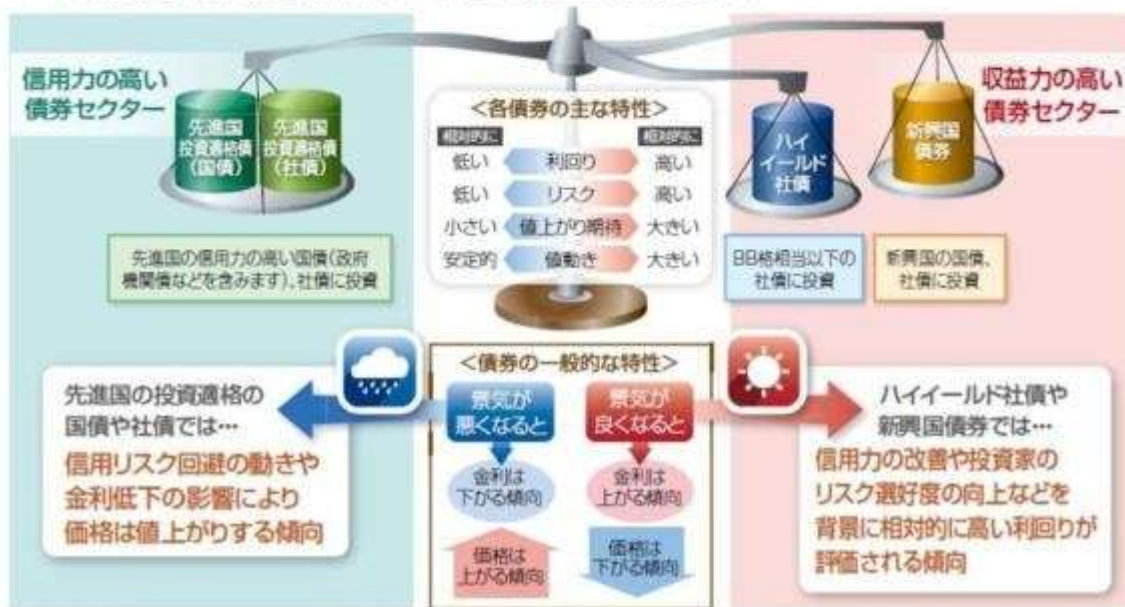 信用力の高い
債券セクター
先進国
投資適格債
(国債)
先進国
投資適格債
(社債)
先進国の信用力の高い国債(政府
機関債などを含みます)、社債に投資
<各債券の主な特性>
相対的に 相対的に
低い 利回り 高い
低い リスク 高い
小さい 値上がり期待 大きい
安定的 値動き 大きい
収益力の高い
債券セクター
ハイ
イールド
社債
新興国
債券
BB格相当以下の
社債に投資
新興国の国債、
社債に投資
先進国の投資適格の
国債や社債では…
信用リスク回避の動きや
金利低下の影響により
価格は値上がりする傾向
<債券の一般的な特性>
景気が
悪くなると
金利は
下がる傾向
価格は
上がる傾向
景気が
良くなると
金利は
上がる傾向
価格は
下がる傾向
ハイイールド社債や
新興国債券では…
信用力の改善や投資家の
リスク選好度の向上などを
背景に相対的に高い利回りが
評価される傾向